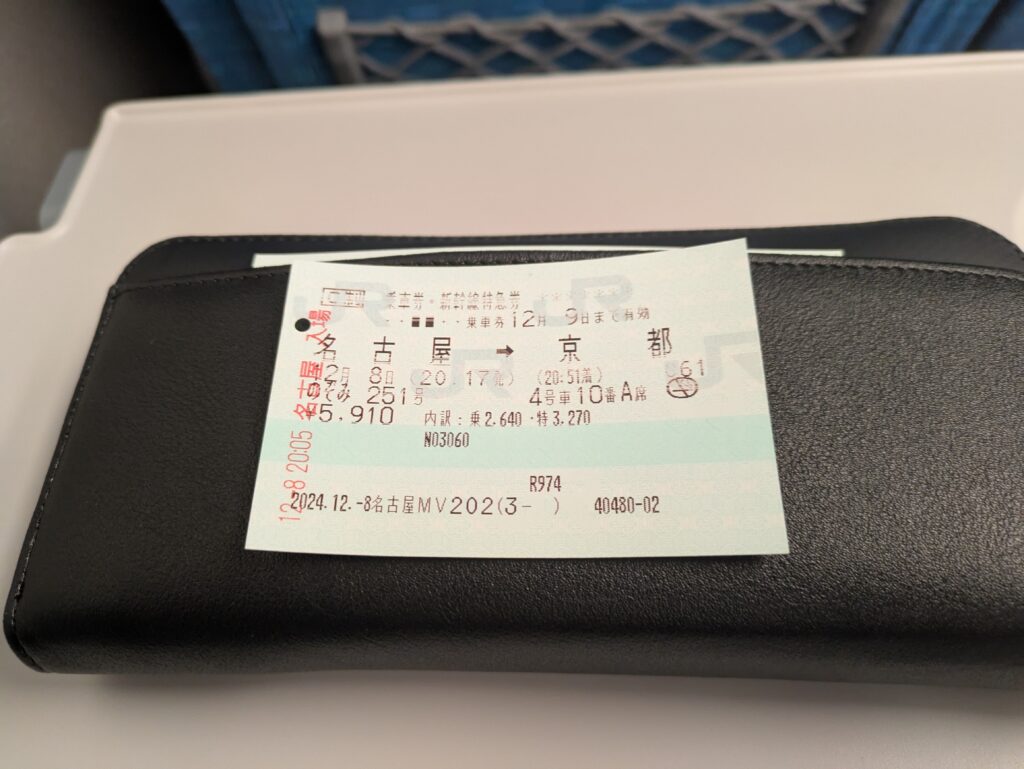 乗車券・新幹線特急券
・・■■・・乗車券12月 9日まで有効
名古屋 → 京都
12月 8日 (20:17発) (20:51着) 061
のぞみ 251号 4号車10番A席
¥5,910 内訳:乗2,640・特3,270
N03060
R974
2024.12.-8名古屋MV202(3- ) 40480-02
12.-8 20:05 名古屋 入場